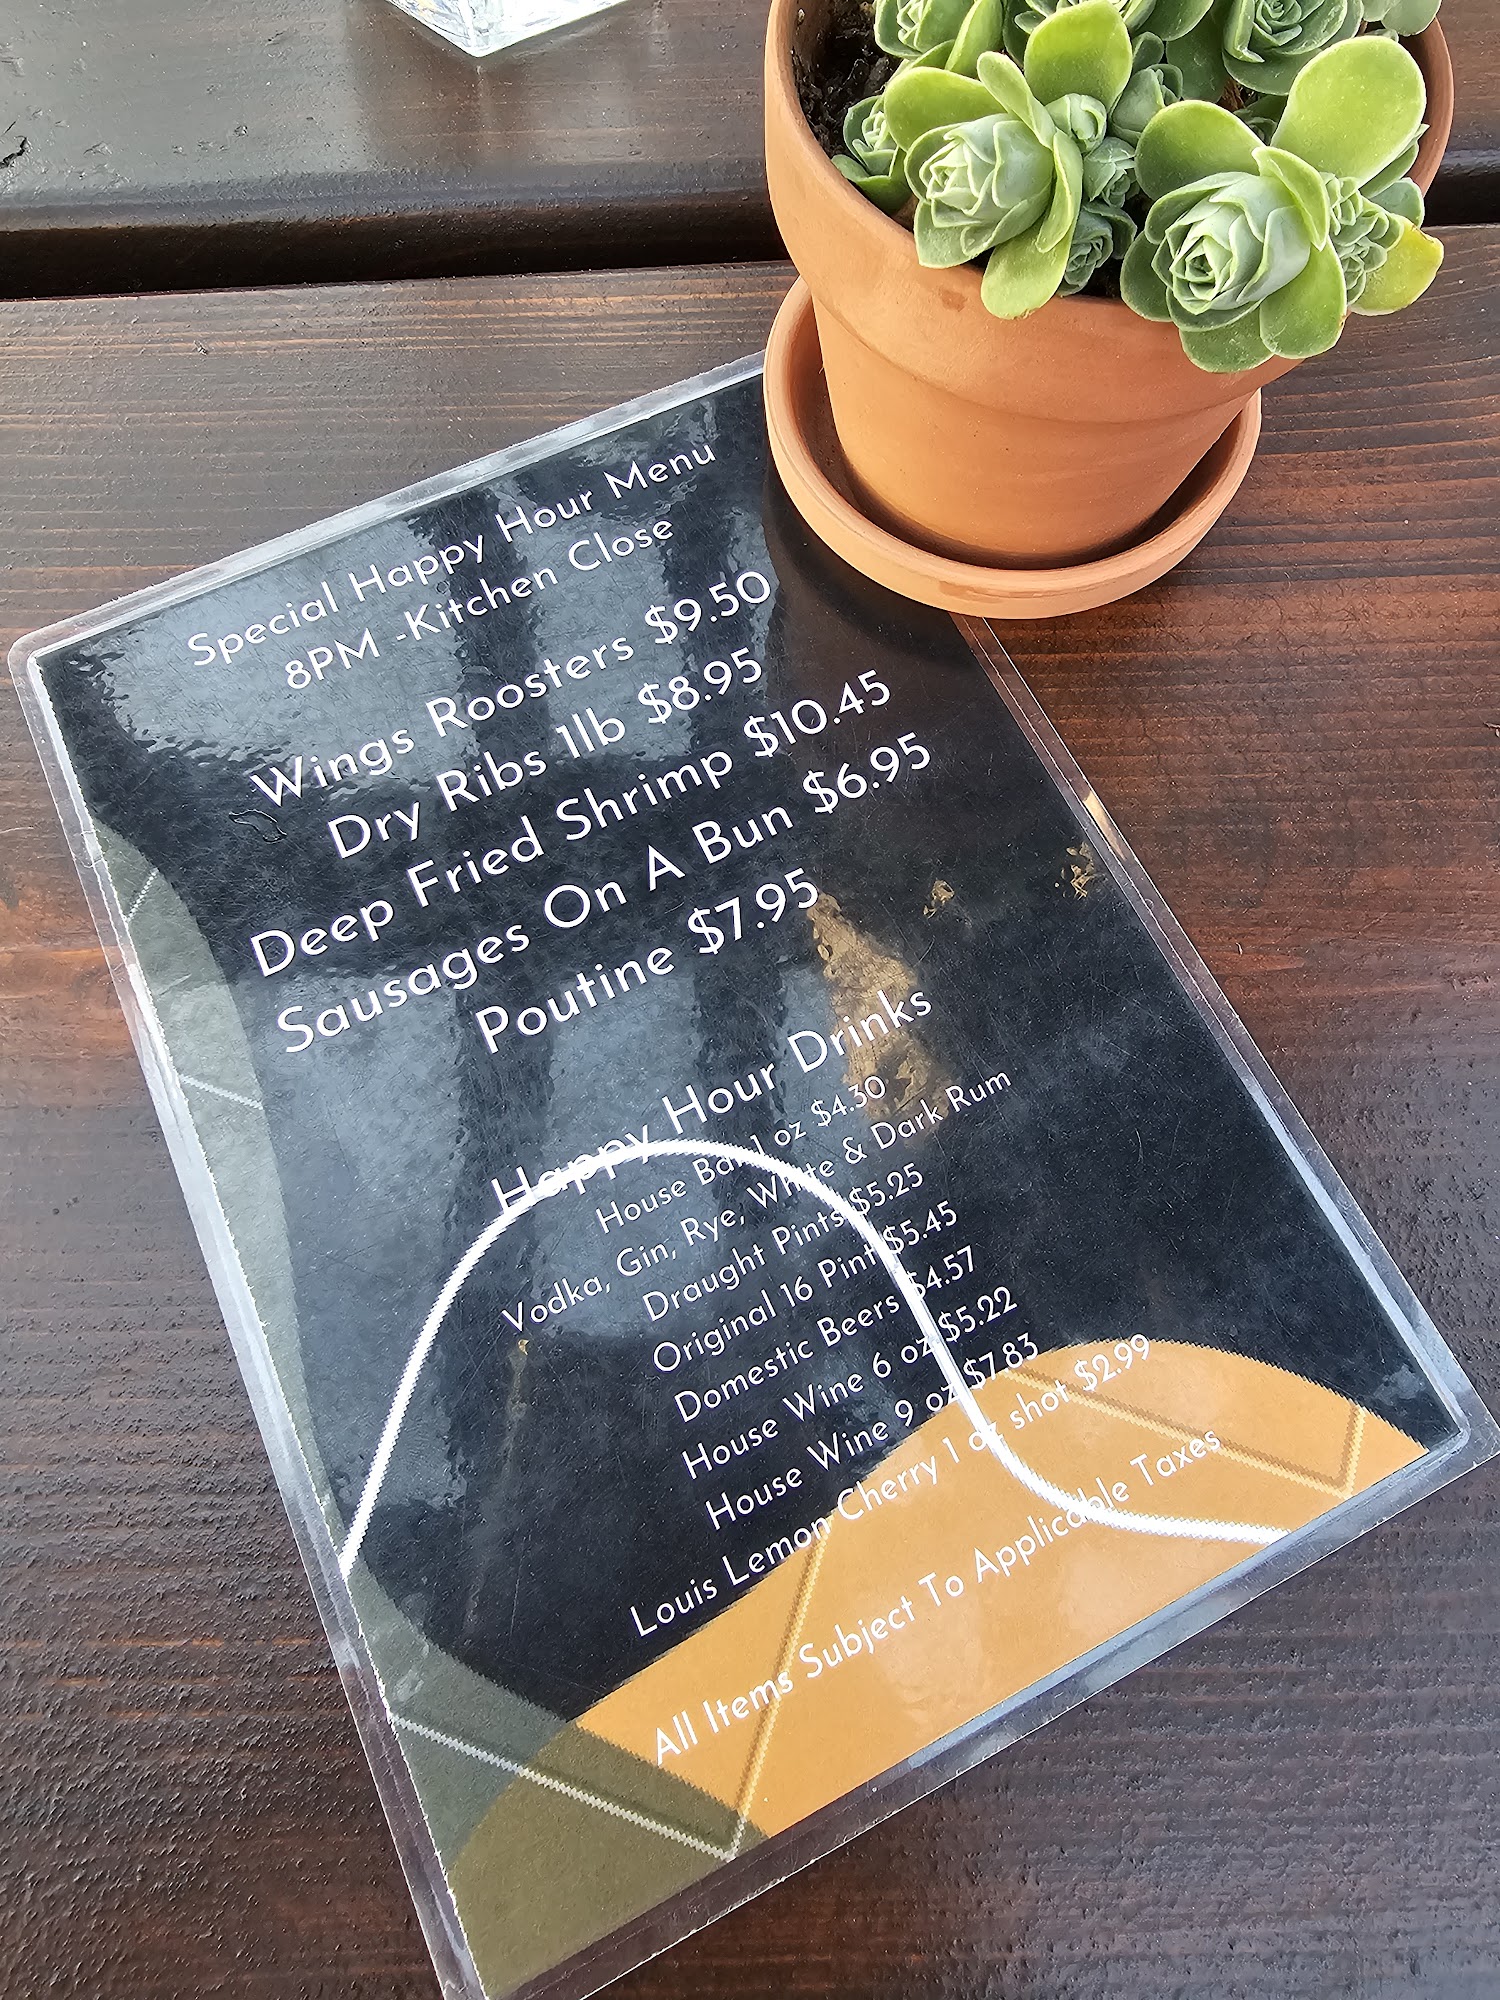 Special Happy Hour Menu
8PM -Kitchen Close
Wings Roosters $9.50
Dry Ribs 1lb $8.95
Deep Fried Shrimp $10.45
Sausages On A Bun $6.95
Poutine $7.95
Happy Hour Drinks
House Bar 1 oz $4.30
Vodka, Gin, Rye, White & Dark Rum
Draught Pints $5.25
Original 16 Pint $5.45
Domestic Beers $4.57
House Wine 6 oz $5.22
House Wine 9 oz $7.83
Louis Lemon Cherry 1 oz shot $2.99
All Items Subject To Applicable Taxes